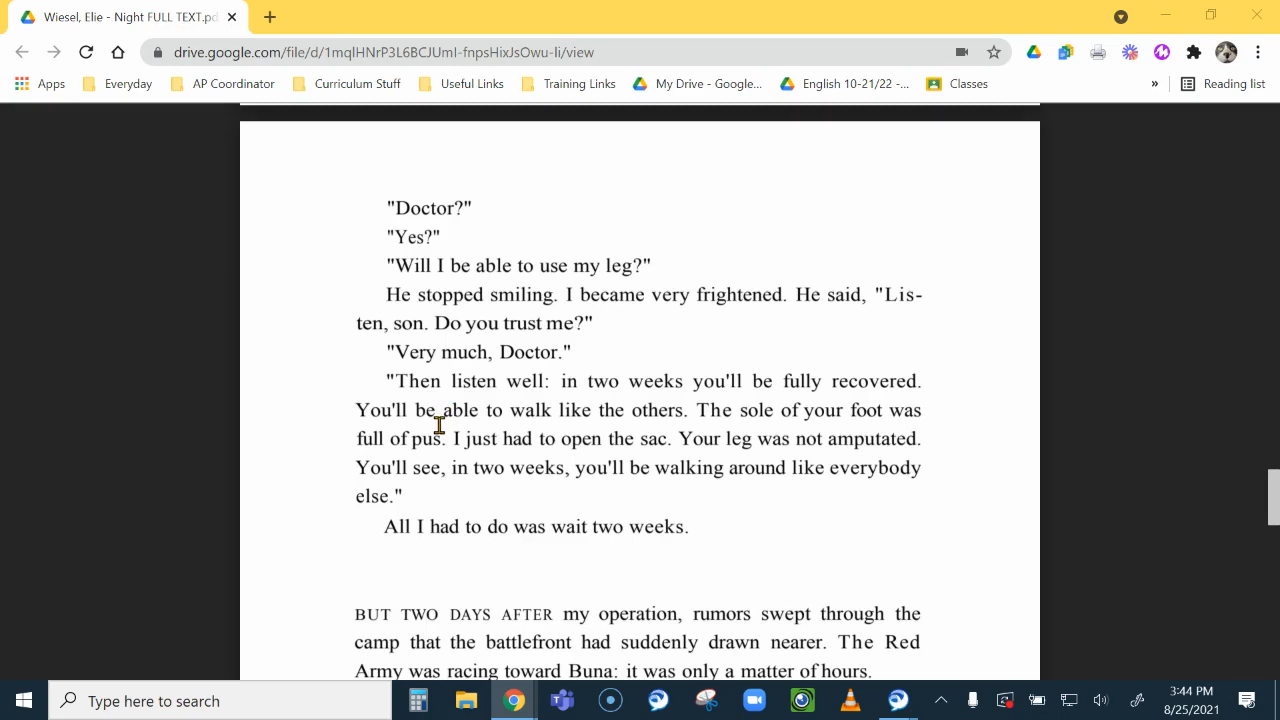 Wiesel, Elie - Night FULL TEXT.pd
drive.google.com/file/d/1mqlHNrP3L6BCJUmI-fnpsHixJsOwu-li/view
Apps Everyday AP Coordinator Curriculum Stuff Useful Links Training Links My Drive - Google... English 10-21/22 -... Classes » Reading list
"Doctor?"
"Yes?"
"Will I be able to use my leg?"
He stopped smiling. I became very frightened. He said, "Lis-
ten, son. Do you trust me?"
"Very much, Doctor."
"Then listen well: in two weeks you'll be fully recovered.
You'll be able to walk like the others. The sole of your foot was
full of pus. I just had to open the sac. Your leg was not amputated.
You'll see, in two weeks, you'll be walking around like everybody
else."
All I had to do was wait two weeks.
BUT TWO DAYS AFTER my operation, rumors swept through the
camp that the battlefront had suddenly drawn nearer. The Red
Army was racing toward Buna: it was only a matter of hours.
Type here to search
3:44 PM
8/25/2021